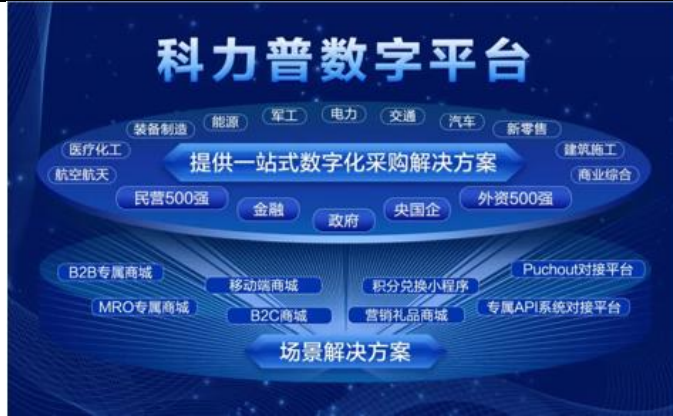 科力普数字平台
装备制造 能源 军工 电力 交通 汽车 新零售
医疗化工 建筑施工
提供一站式数字化采购解决方案
航空航天 商业综合
民营500强 金融 政府 央国企 外资500强
B2B专属商城 移动端商城 积分兑换小程序 Puchout对接平台
MRO专属商城 B2C商城 营销礼品商城 专属API系统对接平台
场景解决方案